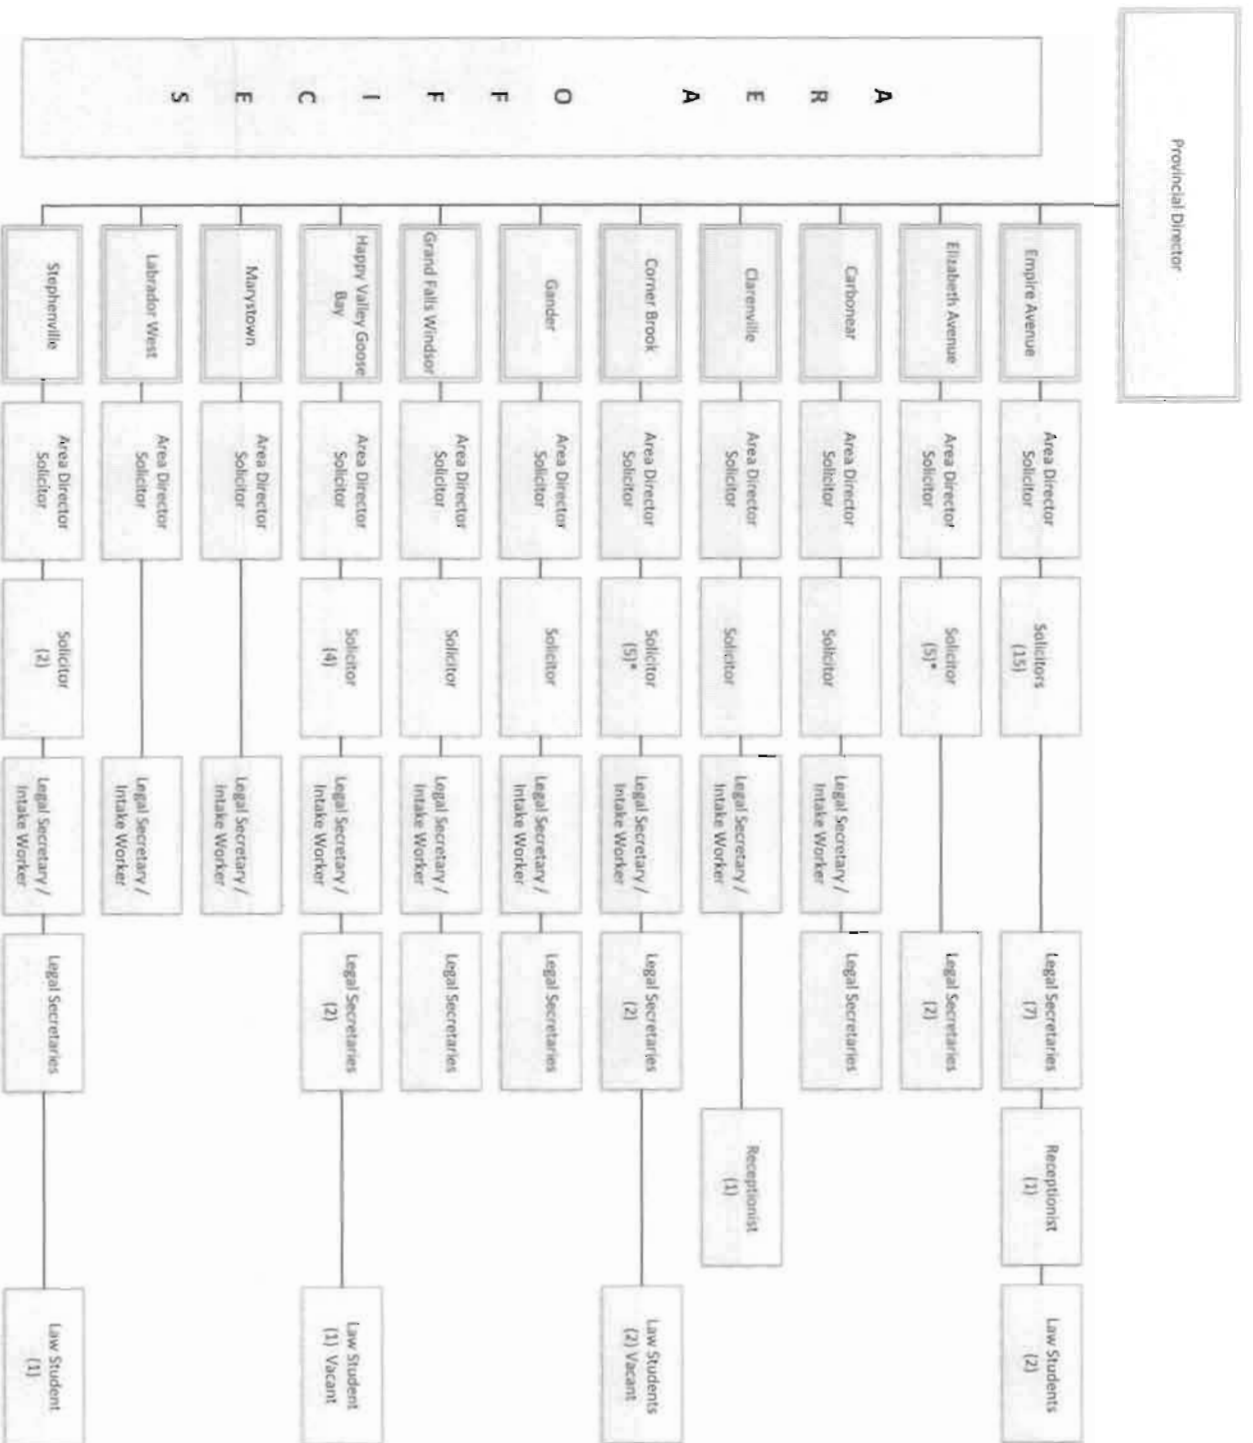 Provincial Director
A R E A O F F I C E S
Empire Avenue
Area Director
Solicitor
Solicitors
(15)
Legal Secretaries
(7)
Receptionist
(1)
Law Students
(2)
Elizabeth Avenue
Area Director
Solicitor
Solicitor
(5)*
Legal Secretaries
(2)
Carbonear
Area Director
Solicitor
Solicitor
Legal Secretary /
Intake Worker
Legal Secretaries
Clarenville
Area Director
Solicitor
Solicitor
Legal Secretary /
Intake Worker
Receptionist
(1)
Corner Brook
Area Director
Solicitor
Solicitor
(5)*
Legal Secretary /
Intake Worker
Legal Secretaries
(2)
Law Students
(2) Vacant
Gander
Area Director
Solicitor
Solicitor
Legal Secretary /
Intake Worker
Legal Secretaries
Grand Falls Windsor
Area Director
Solicitor
Solicitor
Legal Secretary /
Intake Worker
Legal Secretaries
Happy Valley Goose
Bay
Area Director
Solicitor
Solicitor
(4)
Legal Secretary /
Intake Worker
Legal Secretaries
(2)
Law Student
(1) Vacant
Marystown
Area Director
Solicitor
Legal Secretary /
Intake Worker
Labrador West
Area Director
Solicitor
Legal Secretary /
Intake Worker
Stephenville
Area Director
Solicitor
Solicitor
(2)
Legal Secretary /
Intake Worker
Legal Secretaries
Law Student
(1)